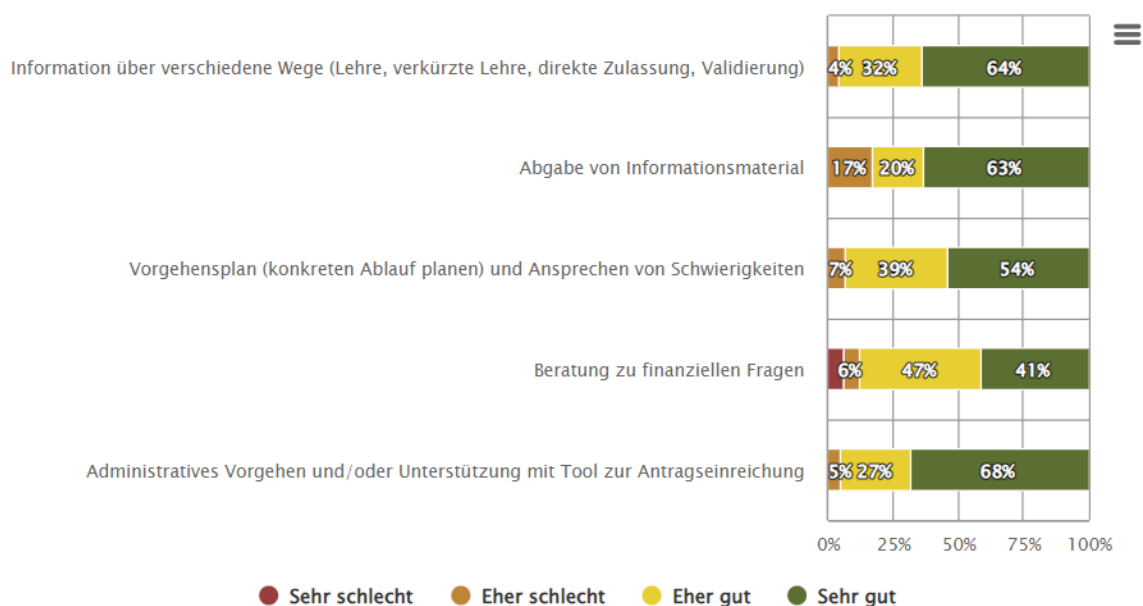 Information über verschiedene Wege (Lehre, verkürzte Lehre, direkte Zulassung, Validierung) 4% 32% 64%
Abgabe von Informationsmaterial 17% 20% 63%
Vorgehensplan (konkreten Ablauf planen) und Ansprechen von Schwierigkeiten 7% 39% 54%
Beratung zu finanziellen Fragen 6% 47% 41%
Administratives Vorgehen und/oder Unterstützung mit Tool zur Antragseinreichung 5% 27% 68%
0% 25% 50% 75% 100%
Sehr schlecht Eher schlecht Eher gut Sehr gut